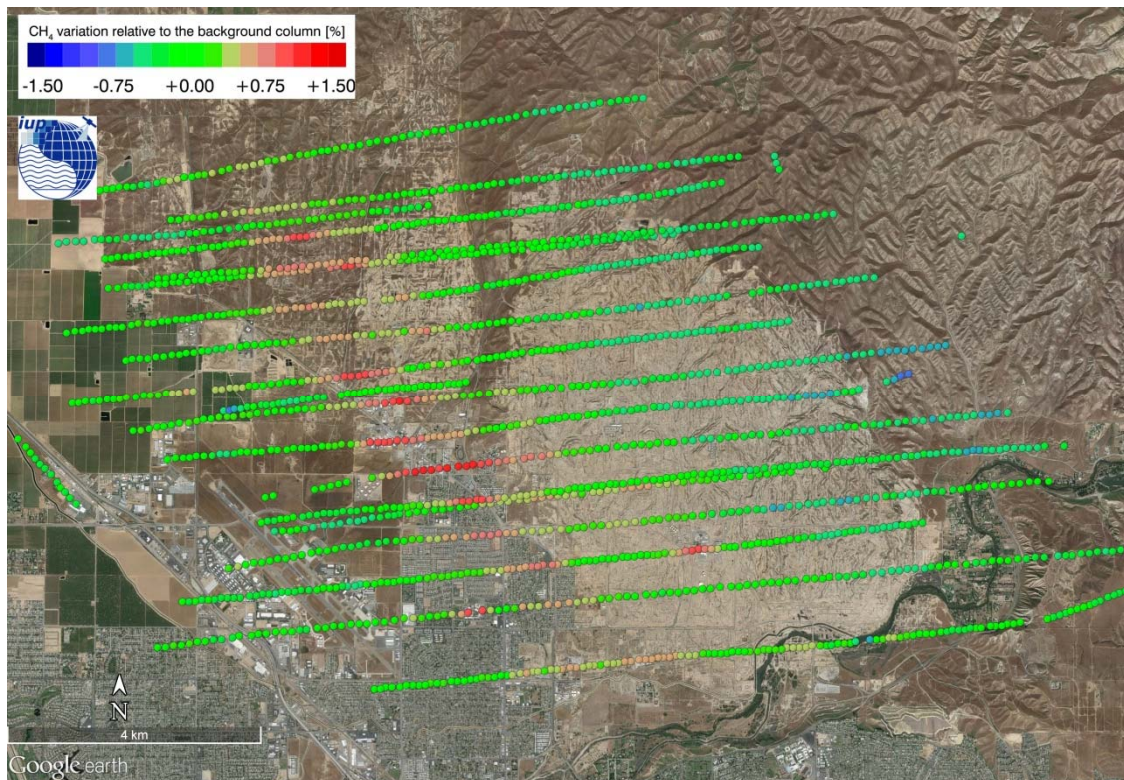 CH₄ variation relative to the background column [%]
-1.50 -0.75 +0.00 +0.75 +1.50
iup
N
4 km
Google earth